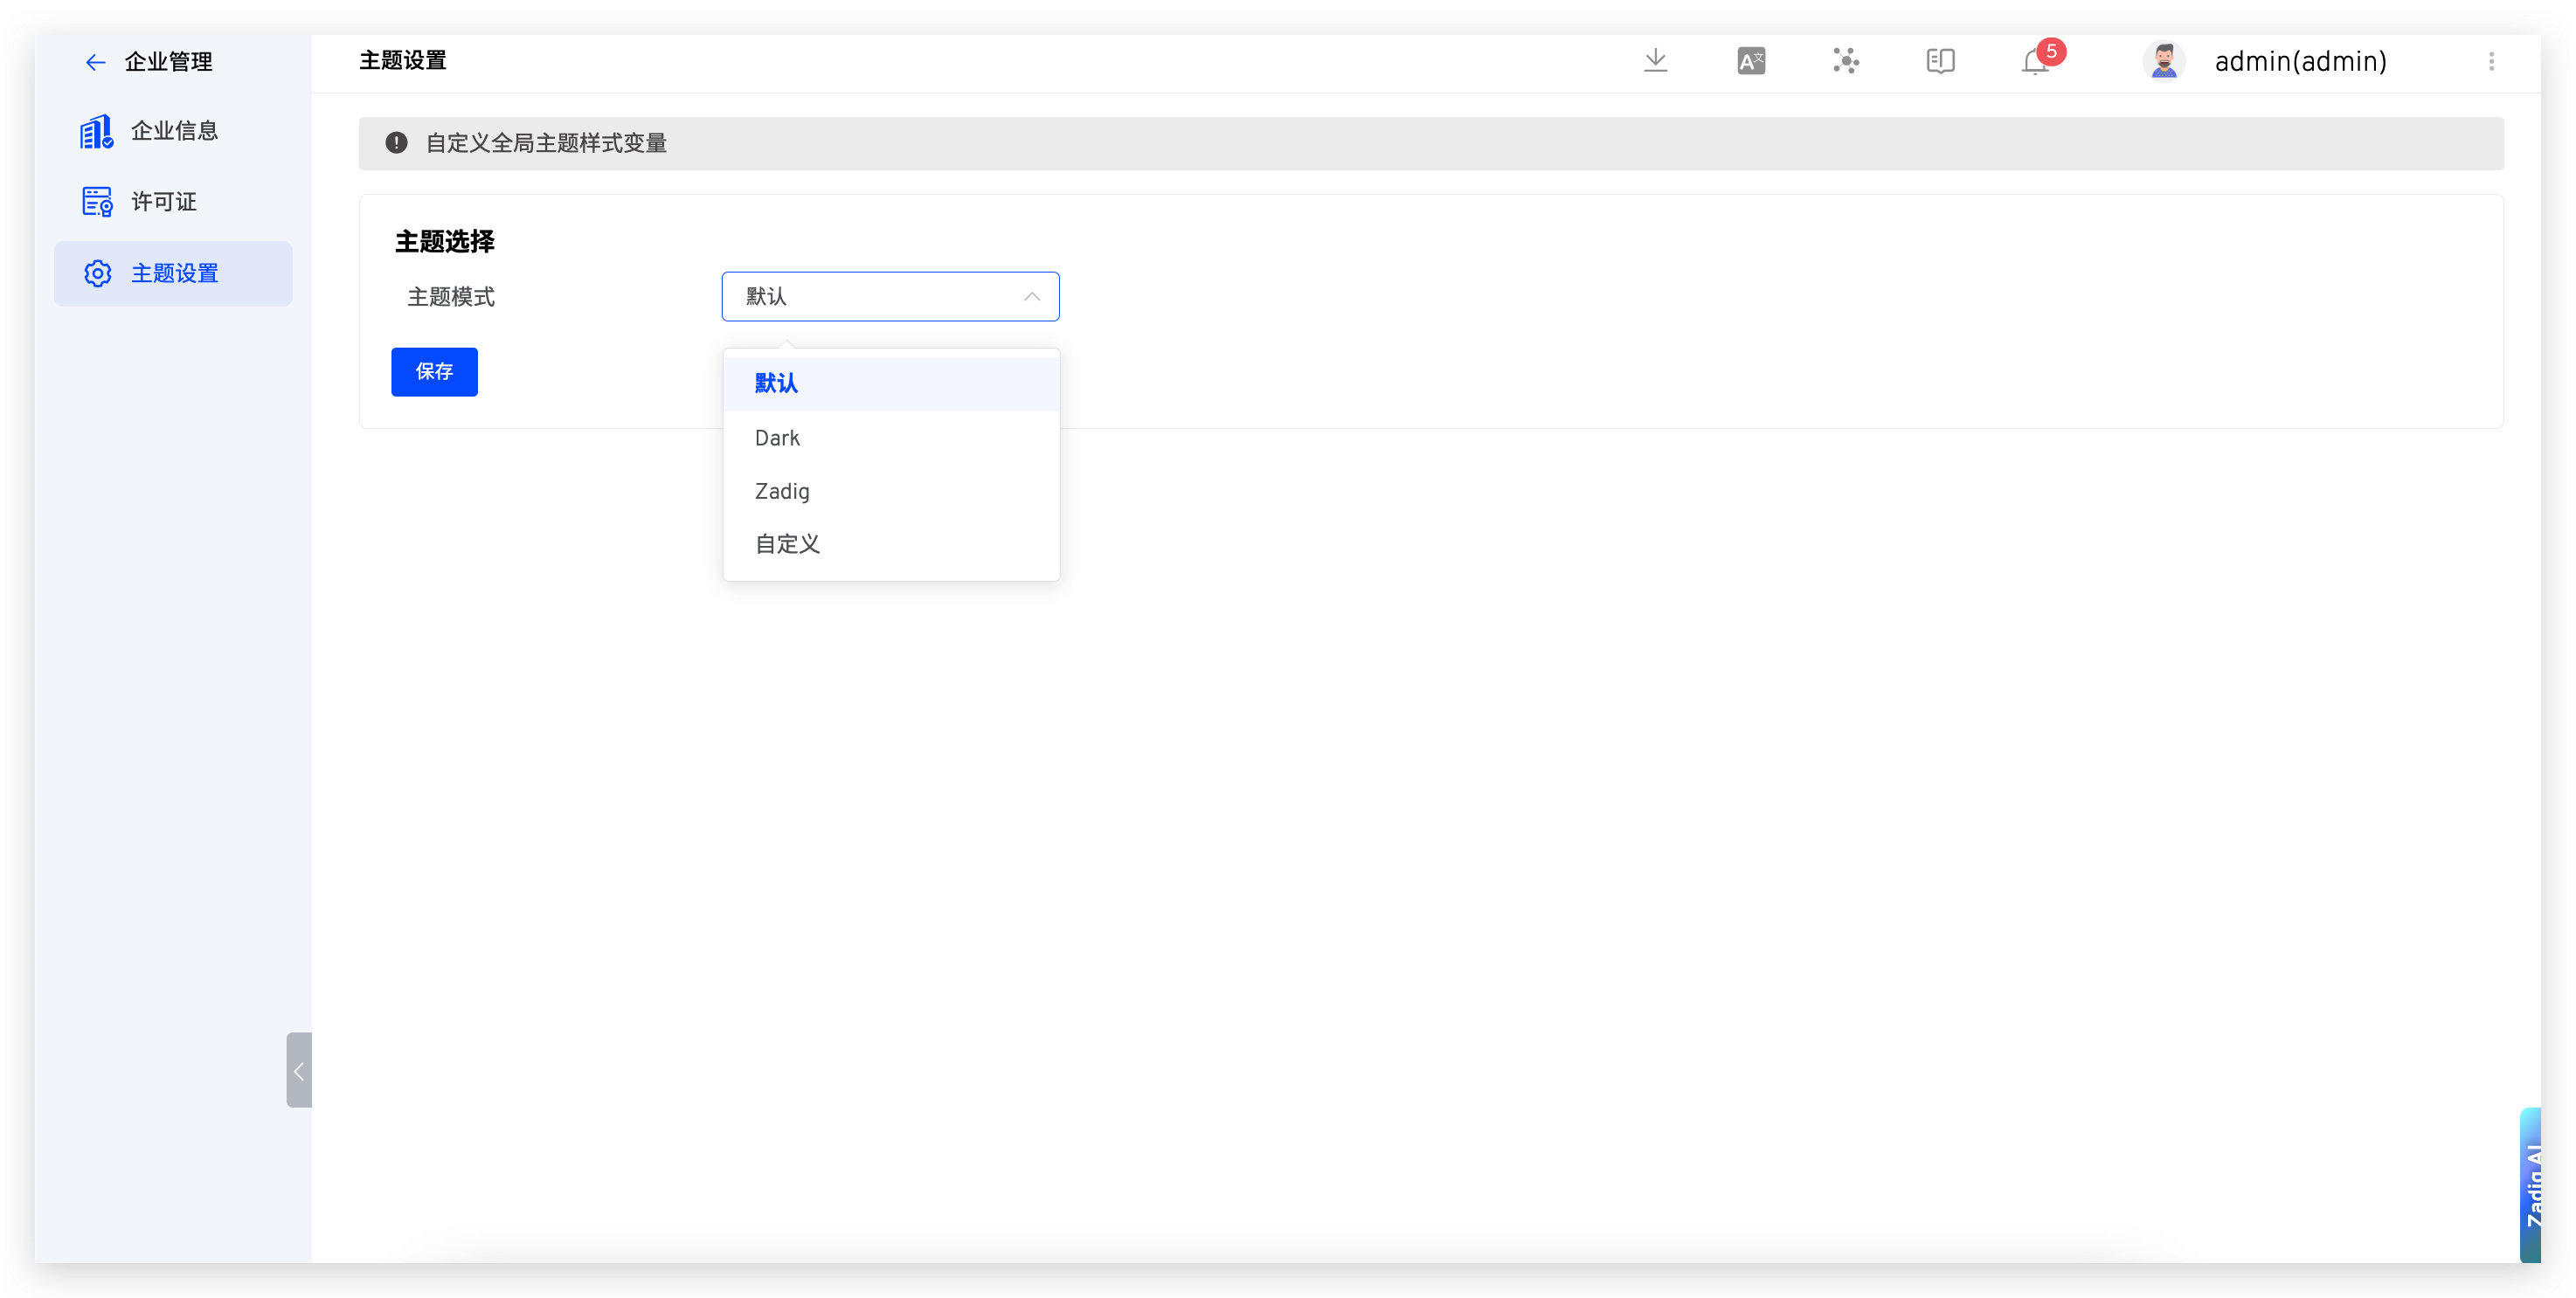 企业管理
企业信息
许可证
主题设置
主题设置
A文
5
admin(admin)
自定义全局主题样式变量
主题选择
主题模式
默认
保存
默认
Dark
Zadig
自定义
Zadig AI